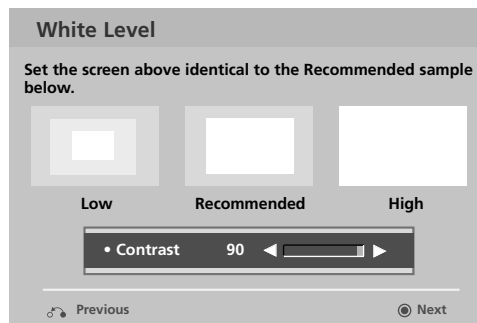 White Level
Set the screen above identical to the Recommended sample
below.
Low Recommended High
• Contrast 90
Previous Next